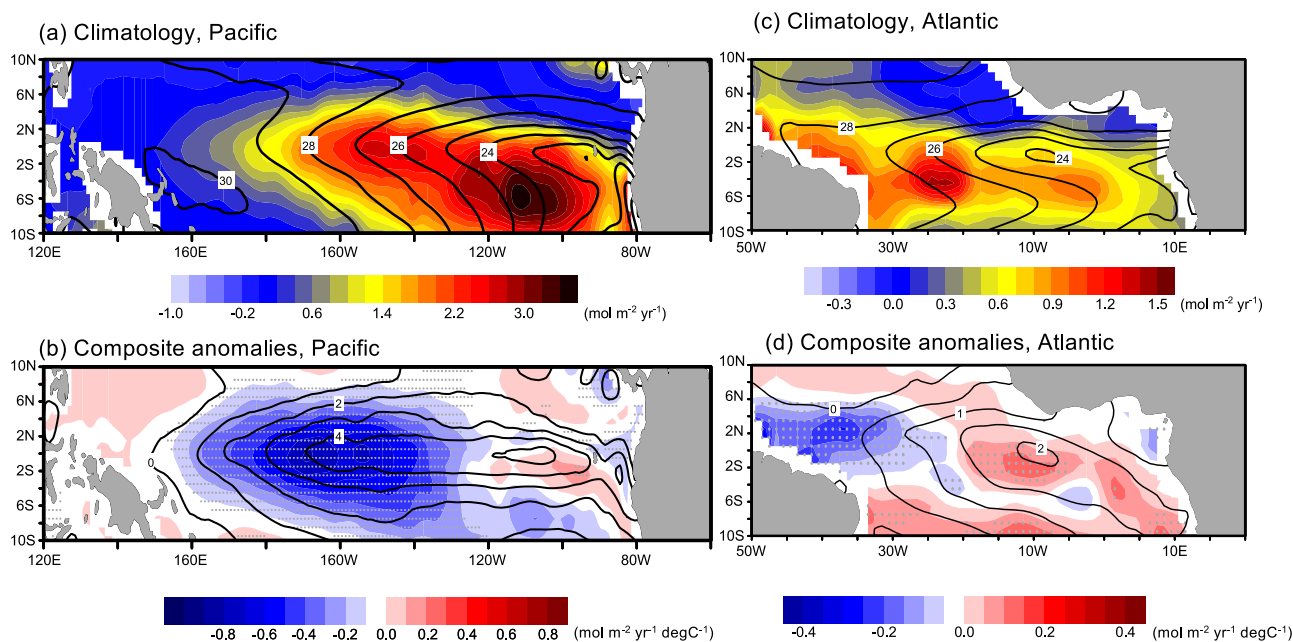 (a) Climatology, Pacific
10N
6N
2N
2S
6S
10S
28
26
24
30
120E 160E 160W 120W 80W
-1.0 -0.2 0.6 1.4 2.2 3.0 (mol m⁻² yr⁻¹)
(c) Climatology, Atlantic
10N
6N
2N
2S
6S
10S
28
26
24
50W 30W 10W 10E
-0.3 0.0 0.3 0.6 0.9 1.2 1.5
(mol m⁻² yr⁻¹)
(b) Composite anomalies, Pacific
10N
6N
2N
2S
6S
10S
2
4
0
120E 160E 160W 120W 80W
-0.8 -0.6 -0.4 -0.2 0.0 0.2 0.4 0.6 0.8 (mol m⁻² yr⁻¹ degC⁻¹)
(d) Composite anomalies, Atlantic
10N
6N
2N
2S
6S
10S
0
1
2
50W 30W 10W 10E
-0.4 -0.2 0.0 0.2 0.4
(mol m⁻² yr⁻¹ degC⁻¹)